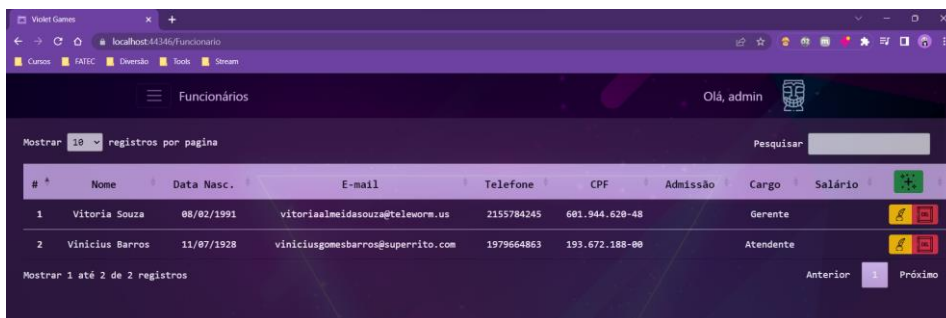 Violet Games
localhost:44346/Funcionario
Cursos FATEC Diversão Tools Stream
Funcionários Olá, admin
Mostrar 10 registros por pagina Pesquisar
# Nome Data Nasc. E-mail Telefone CPF Admissão Cargo Salário
1 Vitoria Souza 08/02/1991 vitoriaalmeidasouza@teleworm.us 2155784245 601.944.620-48 Gerente
2 Vinicius Barros 11/07/1928 viniciusgomesbarros@superrito.com 1979664863 193.672.188-00 Atendente
Mostrar 1 até 2 de 2 registros Anterior 1 Próximo